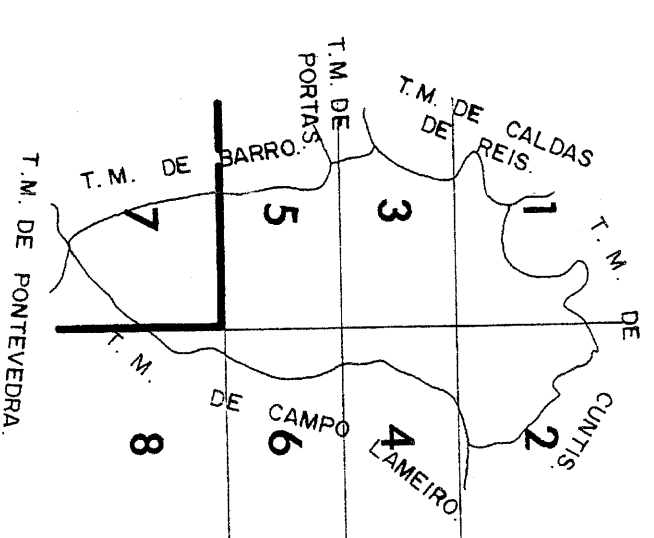 T.M. DE PORTAS.
T.M. DE CALDAS DE REIS.
T.M. DE BARRO.
T.M. DE PONTEVEDRA.
T.M. DE CUNTIS.
T.M. DE CAMPO LAMEIRO.
1
2
3
4
5
6
7
8